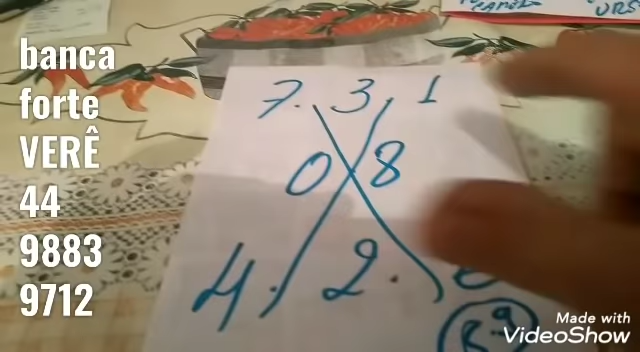 banca
forte
VERÊ
44
9883
9712
7. 3, 1
0 8
4. 2.
Made with
VideoShow